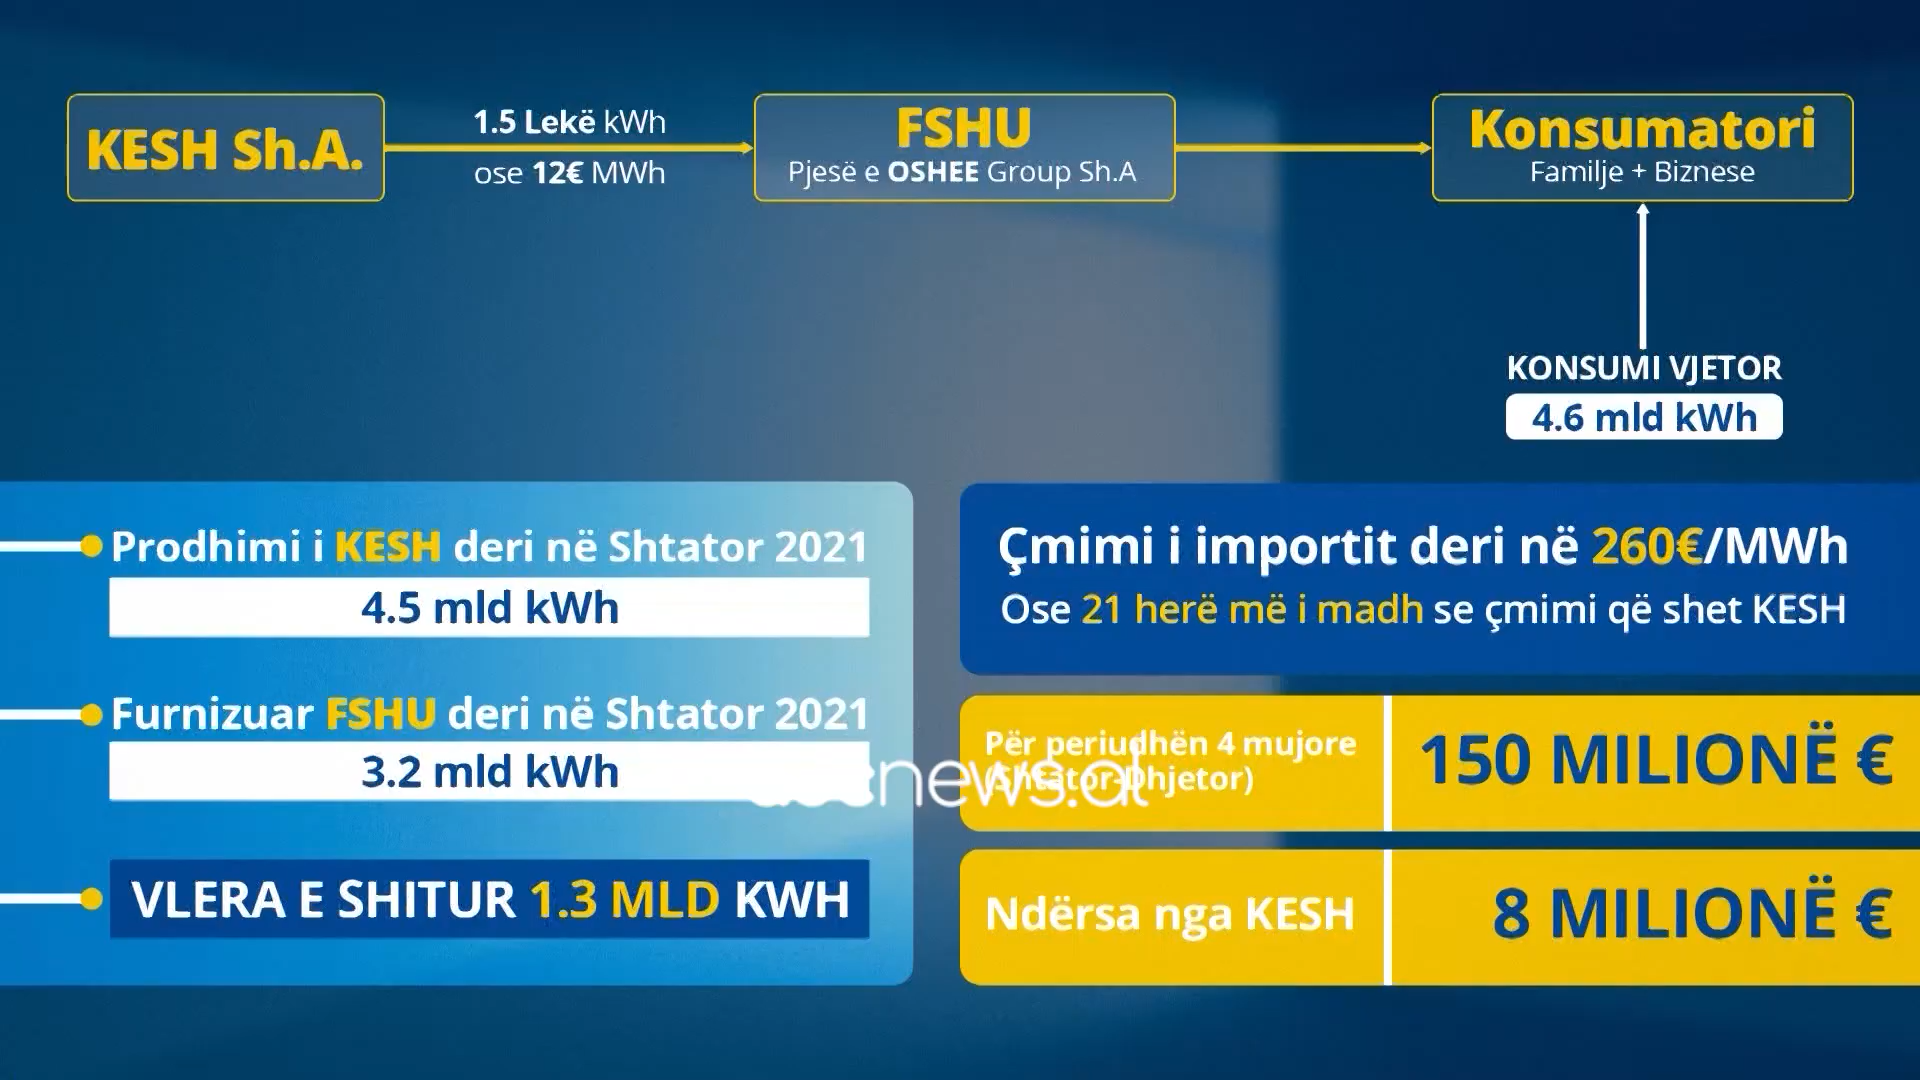 KESH Sh.A.
1.5 Lekë kWh
ose 12€ MWh
FSHU
Pjesë e OSHEE Group Sh.A
Konsumatori
Familje + Biznese
KONSUMI VJETOR
4.6 mld kWh
Prodhimi i KESH deri në Shtator 2021
4.5 mld kWh
Furnizuar FSHU deri në Shtator 2021
3.2 mld kWh
VLERA E SHITUR 1.3 MLD KWH
Çmimi i importit deri në 260€/MWh
Ose 21 herë më i madh se çmimi që shet KESH
Për periudhën 4 mujore
(Shtator-Dhjetor)
150 MILIONË €
Ndërsa nga KESH
8 MILIONË €